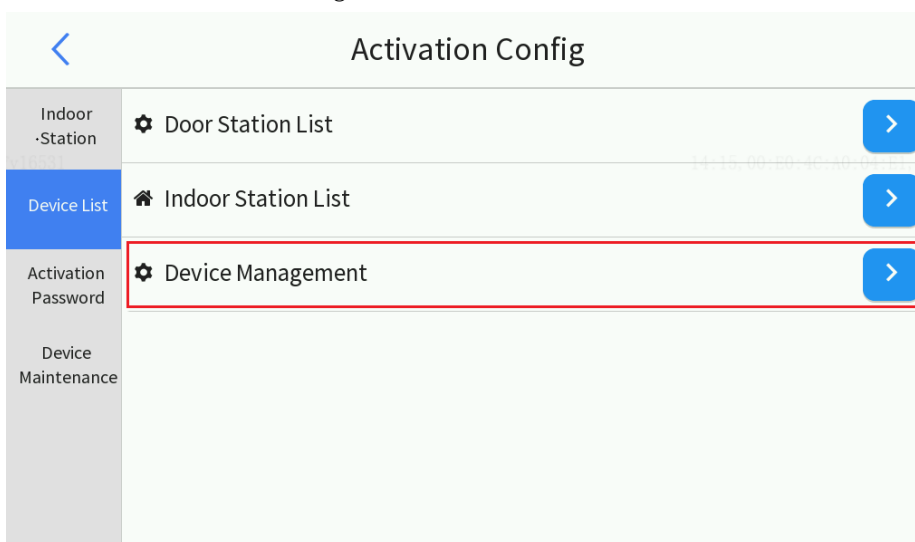 Activation Config
Indoor
·Station
Device List
Activation
Password
Device
Maintenance
Door Station List
Indoor Station List
Device Management